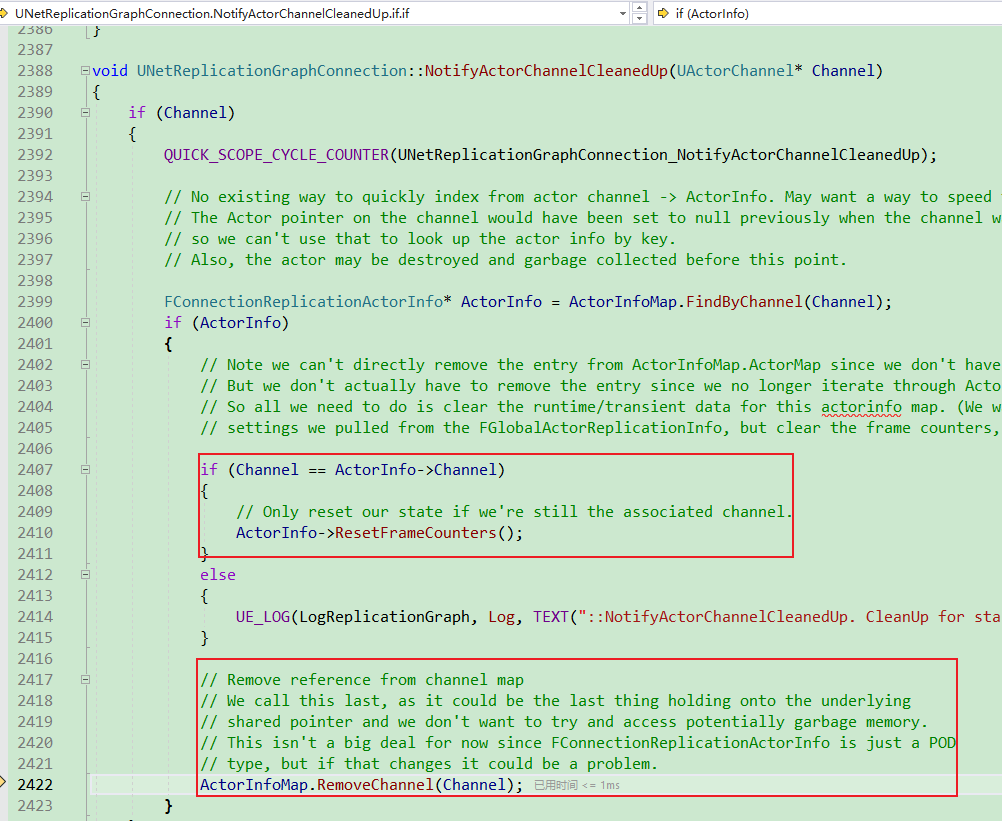 UNetReplicationGraphConnection.NotifyActorChannelCleanedUp.if.if
if (ActorInfo)
2386 }
2387
2388 void UNetReplicationGraphConnection::NotifyActorChannelCleanedUp(UActorChannel* Channel)
2389 {
2390 if (Channel)
2391 {
2392 QUICK_SCOPE_CYCLE_COUNTER(UNetReplicationGraphConnection_NotifyActorChannelCleanedUp);
2393
2394 // No existing way to quickly index from actor channel -> ActorInfo. May want a way to speed
2395 // The Actor pointer on the channel would have been set to null previously when the channel w
2396 // so we can't use that to look up the actor info by key.
2397 // Also, the actor may be destroyed and garbage collected before this point.
2398
2399 FConnectionReplicationActorInfo* ActorInfo = ActorInfoMap.FindByChannel(Channel);
2400 if (ActorInfo)
2401 {
2402 // Note we can't directly remove the entry from ActorInfoMap.ActorMap since we don't have
2403 // But we don't actually have to remove the entry since we no longer iterate through Acto
2404 // So all we need to do is clear the runtime/transient data for this actorinfo map. (We w
2405 // settings we pulled from the FGlobalActorReplicationInfo, but clear the frame counters,
2406
2407 if (Channel == ActorInfo->Channel)
2408 {
2409 // Only reset our state if we're still the associated channel.
2410 ActorInfo->ResetFrameCounters();
2411 }
2412 else
2413 {
2414 UE_LOG(LogReplicationGraph, Log, TEXT("::NotifyActorChannelCleanedUp. CleanUp for sta
2415 }
2416
2417 // Remove reference from channel map
2418 // We call this last, as it could be the last thing holding onto the underlying
2419 // shared pointer and we don't want to try and access potentially garbage memory.
2420 // This isn't a big deal for now since FConnectionReplicationActorInfo is just a POD
2421 // type, but if that changes it could be a problem.
2422 ActorInfoMap.RemoveChannel(Channel); 已用时间 <= 1ms
2423 }